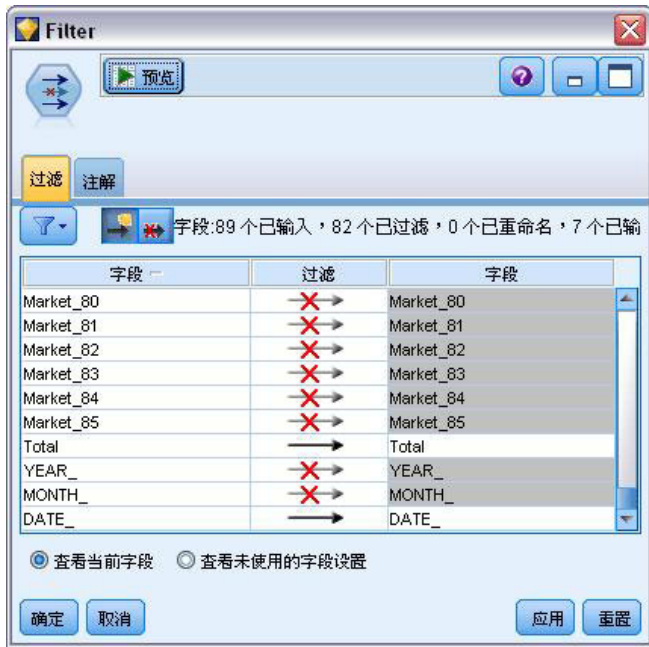 Filter
预览
过滤 注解
字段:89 个已输入，82 个已过滤，0 个已重命名，7 个已输
字段 过滤 字段
Market_80 Market_80
Market_81 Market_81
Market_82 Market_82
Market_83 Market_83
Market_84 Market_84
Market_85 Market_85
Total Total
YEAR_ YEAR_
MONTH_ MONTH_
DATE_ DATE_
查看当前字段 查看未使用的字段设置
确定 取消 应用 重置